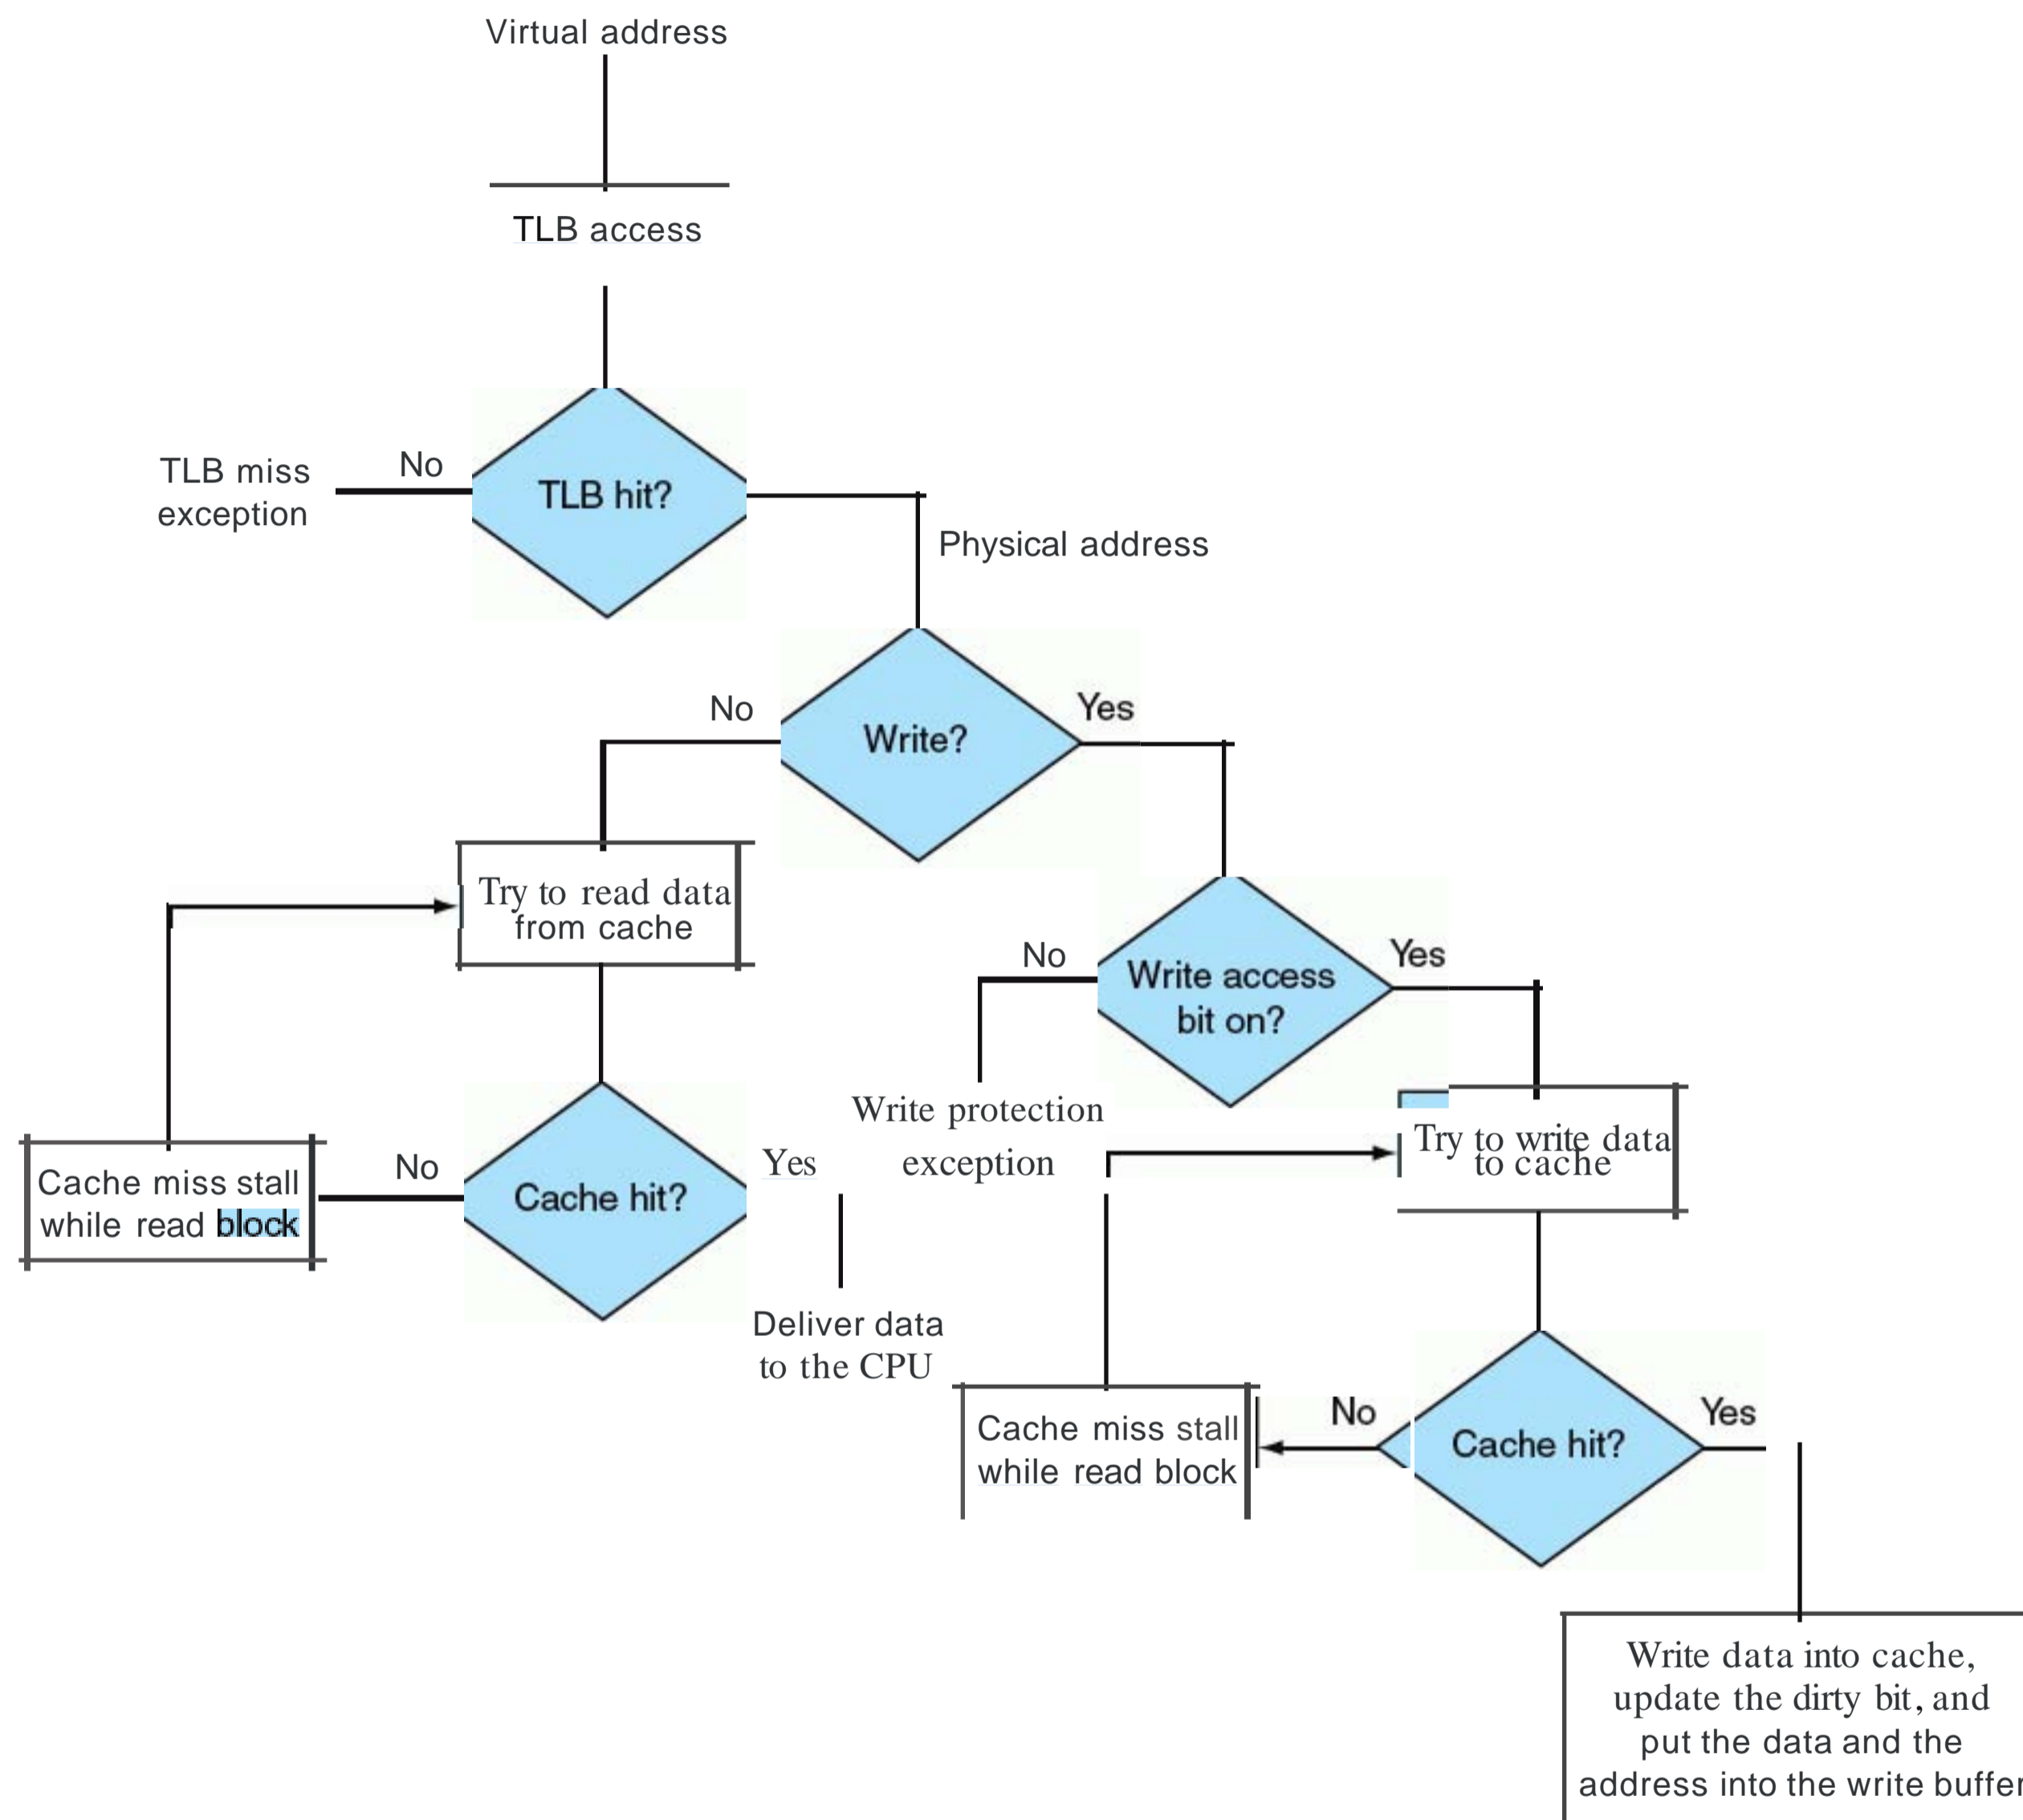 Virtual address
TLB access
TLB miss
exception
No
TLB hit?
Physical address
No
Write?
Yes
Try to read data
from cache
No
Write access
bit on?
Yes
Write protection
exception
Try to write data
to cache
Cache miss stall
while read block
No
Cache hit?
Yes
Deliver data
to the CPU
Cache miss stall
while read block
No
Cache hit?
Yes
Write data into cache,
update the dirty bit, and
put the data and the
address into the write buffer